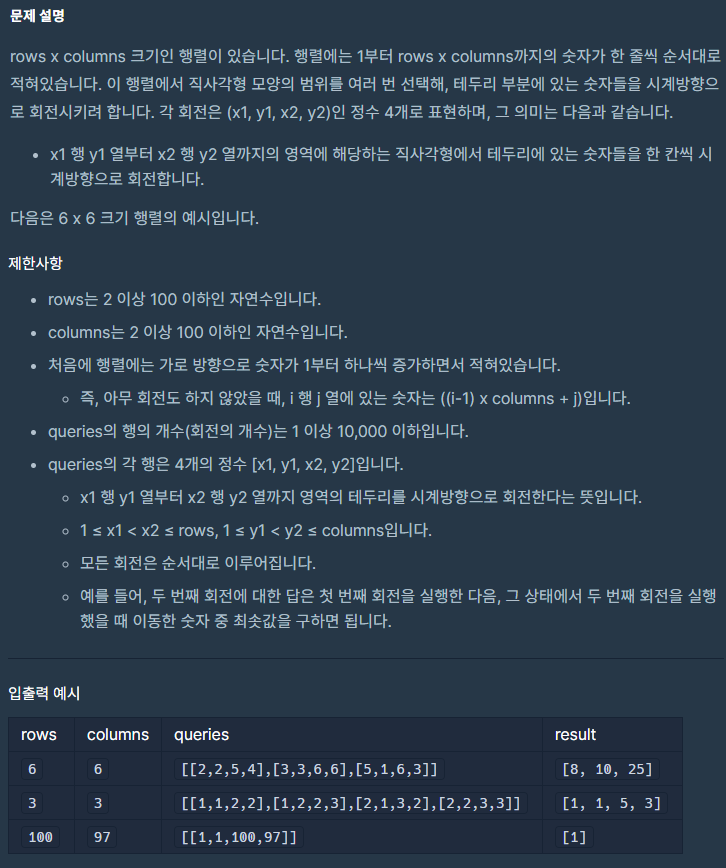 문제 설명
rows x columns 크기인 행렬이 있습니다. 행렬에는 1부터 rows x columns까지의 숫자가 한 줄씩 순서대로
적혀있습니다. 이 행렬에서 직사각형 모양의 범위를 여러 번 선택해, 테두리 부분에 있는 숫자들을 시계방향으
로 회전시키려 합니다. 각 회전은 (x1, y1, x2, y2)인 정수 4개로 표현하며, 그 의미는 다음과 같습니다.
• x1 행 y1 열부터 x2 행 y2 열까지의 영역에 해당하는 직사각형에서 테두리에 있는 숫자들을 한 칸씩 시
계방향으로 회전합니다.
다음은 6 x 6 크기 행렬의 예시입니다.
제한사항
• rows는 2 이상 100 이하인 자연수입니다.
• columns는 2 이상 100 이하인 자연수입니다.
• 처음에 행렬에는 가로 방향으로 숫자가 1부터 하나씩 증가하면서 적혀있습니다.
◦ 즉, 아무 회전도 하지 않았을 때, i 행 j 열에 있는 숫자는 ((i-1) x columns + j)입니다.
• queries의 행의 개수(회전의 개수)는 1 이상 10,000 이하입니다.
• queries의 각 행은 4개의 정수 [x1, y1, x2, y2]입니다.
◦ x1 행 y1 열부터 x2 행 y2 열까지 영역의 테두리를 시계방향으로 회전한다는 뜻입니다.
◦ 1 ≤ x1 < x2 ≤ rows, 1 ≤ y1 < y2 ≤ columns입니다.
◦ 모든 회전은 순서대로 이루어집니다.
◦ 예를 들어, 두 번째 회전에 대한 답은 첫 번째 회전을 실행한 다음, 그 상태에서 두 번째 회전을 실행
했을 때 이동한 숫자 중 최솟값을 구하면 됩니다.
입출력 예시
rows columns queries result
6 6 [[2,2,5,4],[3,3,6,6],[5,1,6,3]] [8, 10, 25]
3 3 [[1,1,2,2],[1,2,2,3],[2,1,3,2],[2,2,3,3]] [1, 1, 5, 3]
100 97 [[1,1,100,97]] [1]